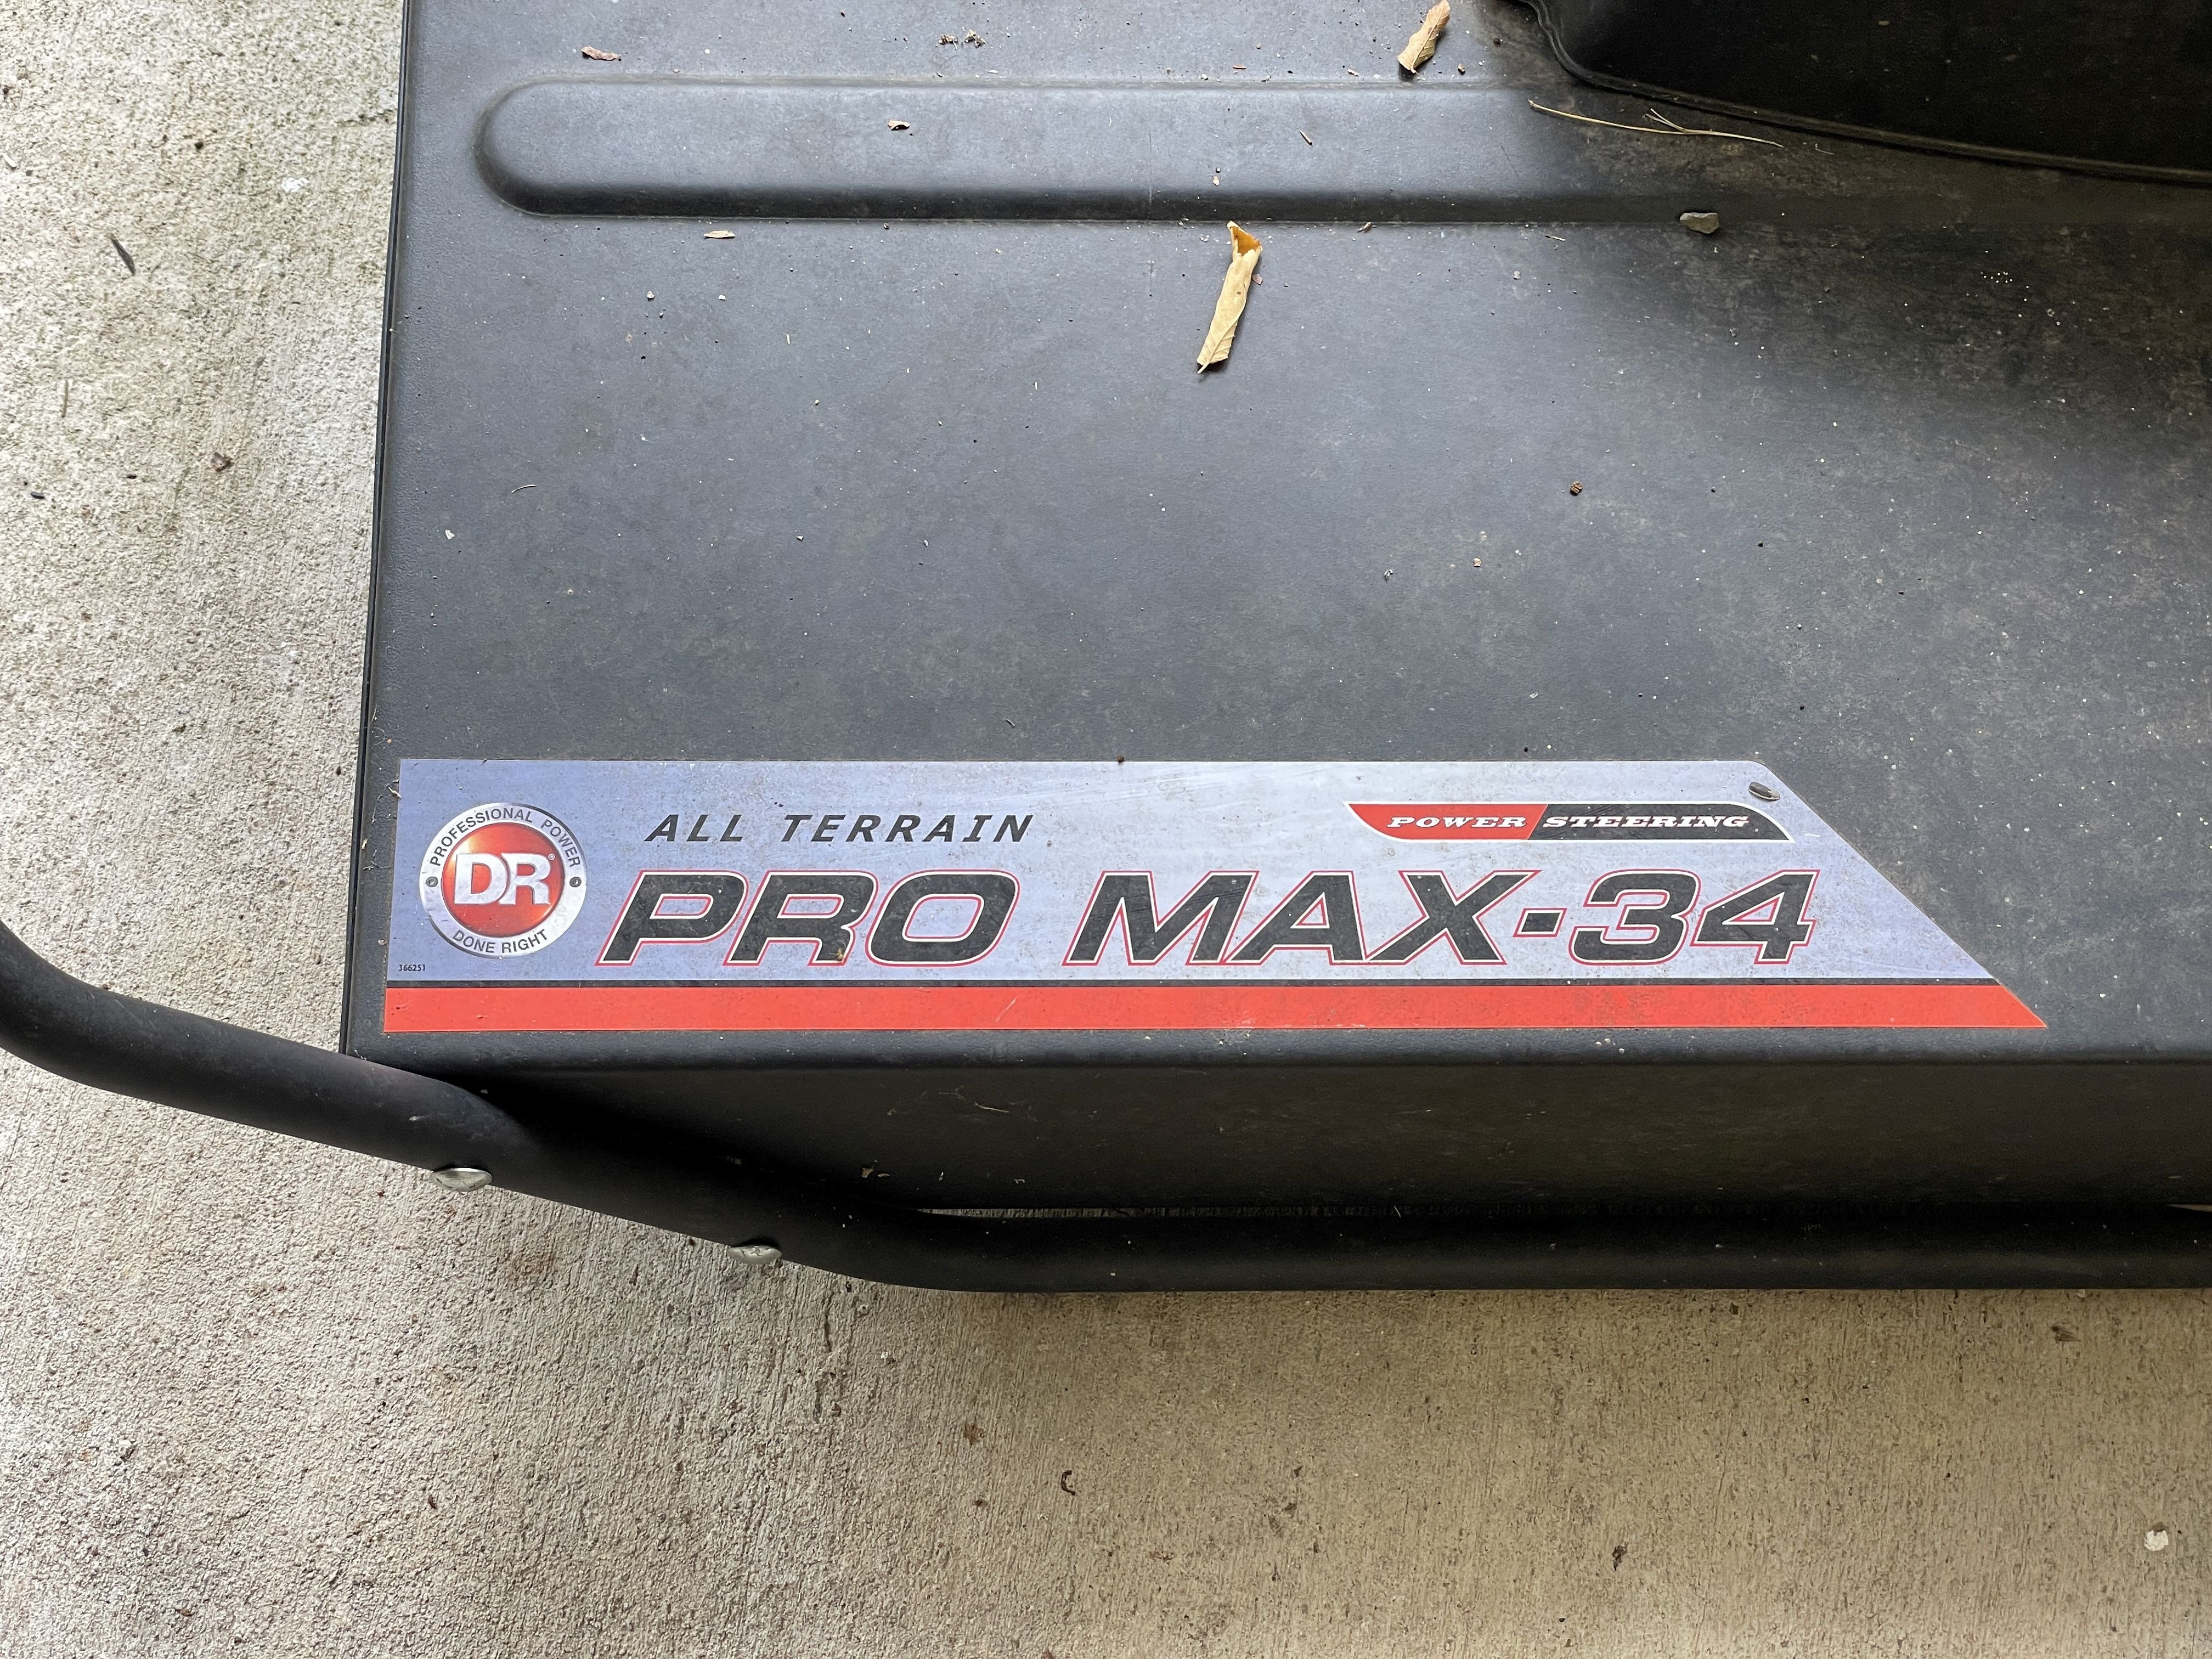 PROFESSIONAL POWER
DR®
DONE RIGHT
ALL TERRAIN
POWER STEERING
PRO MAX-34
366251